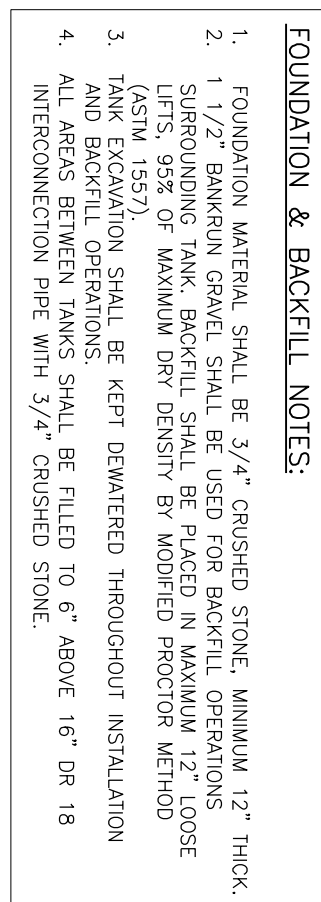 FOUNDATION & BACKFILL NOTES:
1. FOUNDATION MATERIAL SHALL BE 3/4" CRUSHED STONE, MINIMUM 12" THICK.
2. 1 1/2" BANKRUN GRAVEL SHALL BE USED FOR BACKFILL OPERATIONS
SURROUNDING TANK. BACKFILL SHALL BE PLACED IN MAXIMUM 12" LOOSE
LIFTS, 95% OF MAXIMUM DRY DENSITY BY MODIFIED PROCTOR METHOD
(ASTM 1557).
3. TANK EXCAVATION SHALL BE KEPT DEWATERED THROUGHOUT INSTALLATION
AND BACKFILL OPERATIONS.
4. ALL AREAS BETWEEN TANKS SHALL BE FILLED TO 6" ABOVE 16" DR 18
INTERCONNECTION PIPE WITH 3/4" CRUSHED STONE.